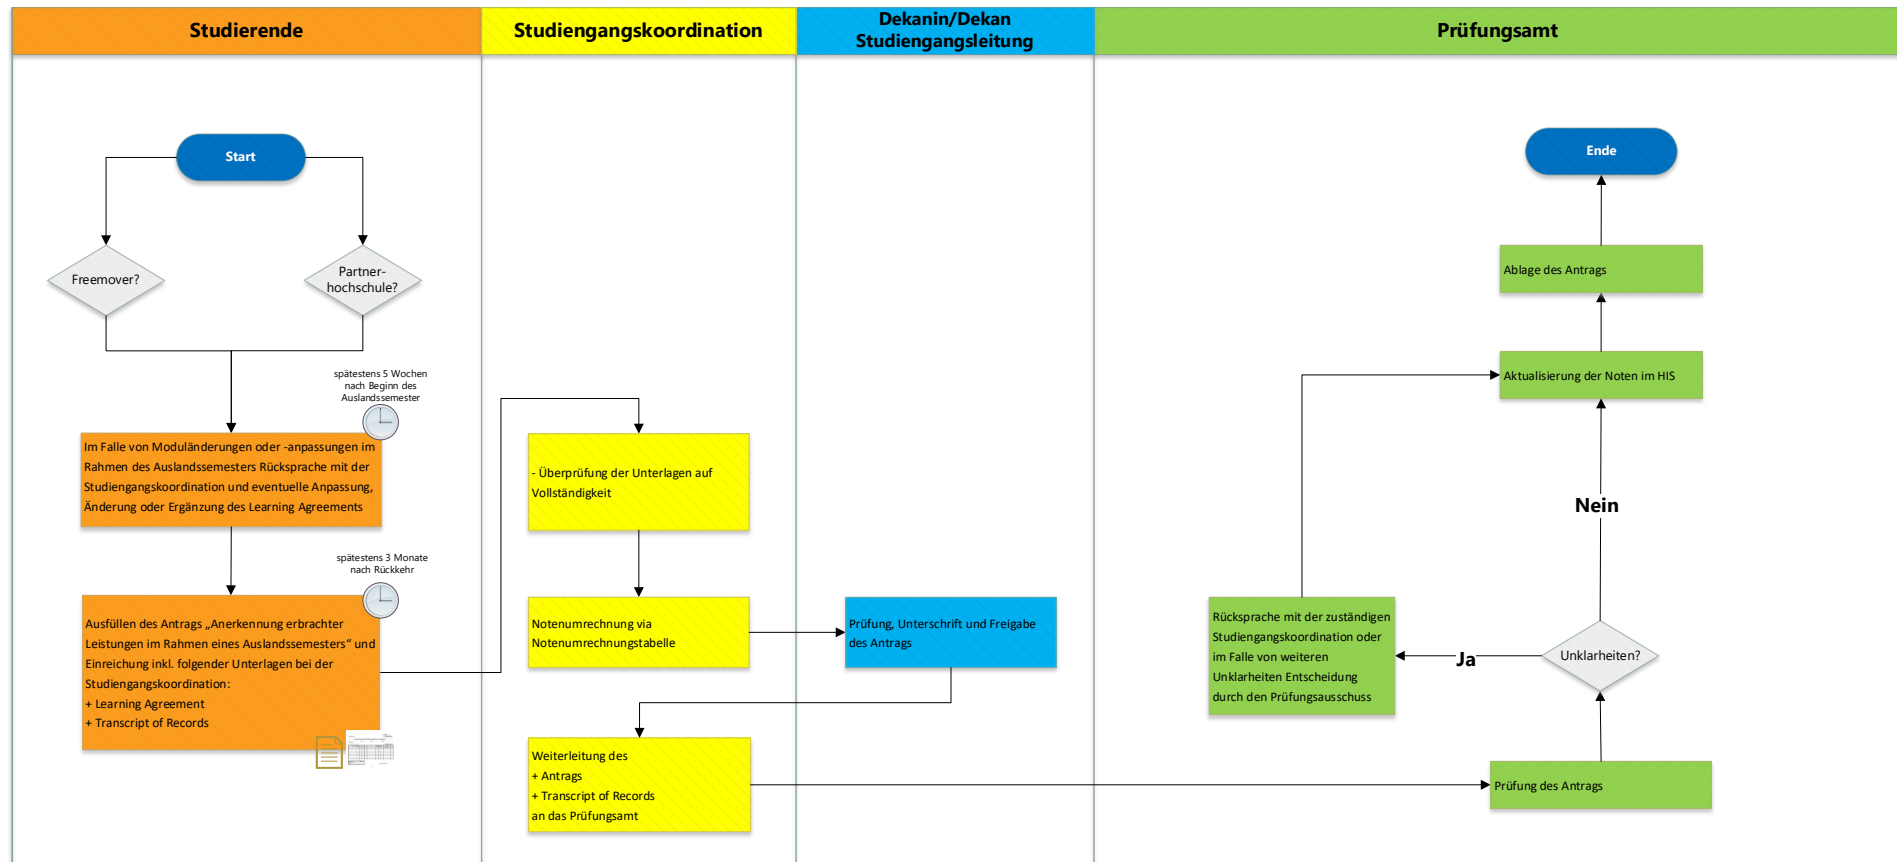 Studierende
Studiengangskoordination
Dekanin/Dekan
Studiengangsleitung
Prüfungsamt
Start
Freemover?
Partner-
hochschule?
spätestens 5 Wochen
nach Beginn des
Auslandssemester
Im Falle von Moduländerungen oder -anpassungen im
Rahmen des Auslandssemesters Rücksprache mit der
Studiengangskoordination und eventuelle Anpassung,
Änderung oder Ergänzung des Learning Agreements
spätestens 3 Monate
nach Rückkehr
Ausfüllen des Antrags „Anerkennung erbrachter
Leistungen im Rahmen eines Auslandssemesters“ und
Einreichung inkl. folgender Unterlagen bei der
Studiengangskoordination:
+ Learning Agreement
+ Transcript of Records
- Überprüfung der Unterlagen auf
Vollständigkeit
Notenumrechnung via
Notenumrechnungstabelle
Prüfung, Unterschrift und Freigabe
des Antrags
Weiterleitung des
+ Antrags
+ Transcript of Records
an das Prüfungsamt
Prüfung des Antrags
Unklarheiten?
Ja
Rücksprache mit der zuständigen
Studiengangskoordination oder
im Falle von weiteren
Unklarheiten Entscheidung
durch den Prüfungsausschuss
Nein
Aktualisierung der Noten im HIS
Ablage des Antrags
Ende